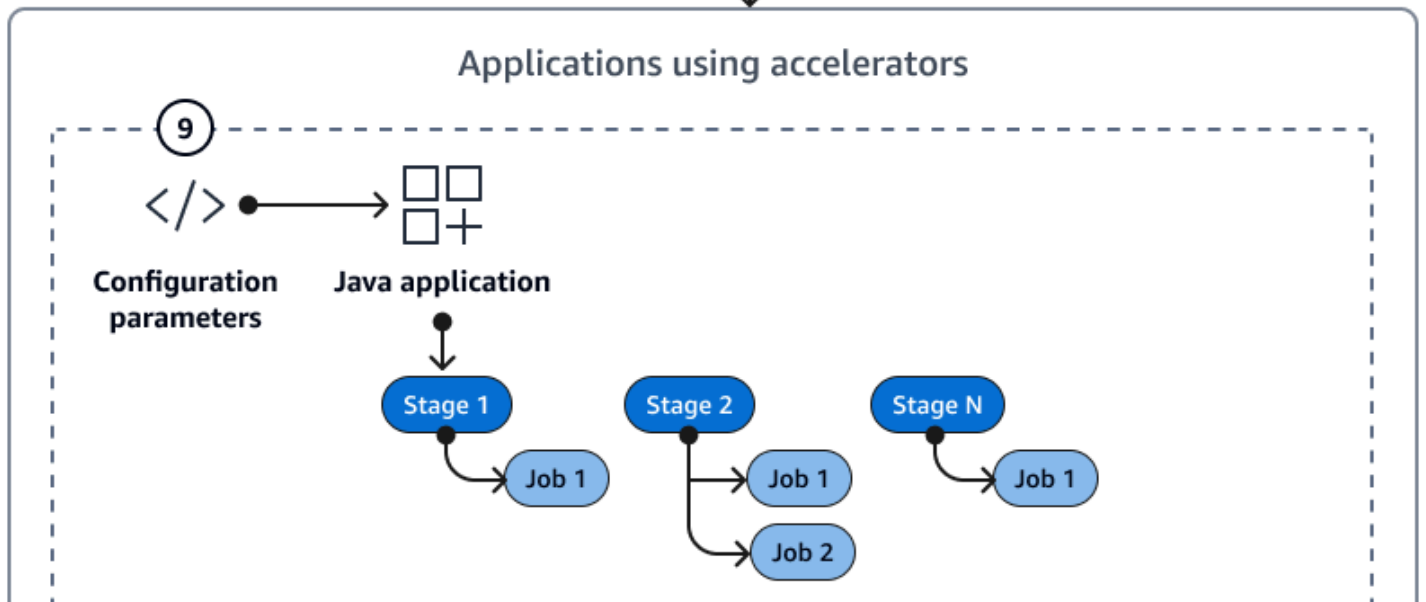 Applications using accelerators
9
</>
Configuration
parameters
Java application
Stage 1
Stage 2
Stage N
Job 1
Job 1
Job 1
Job 2